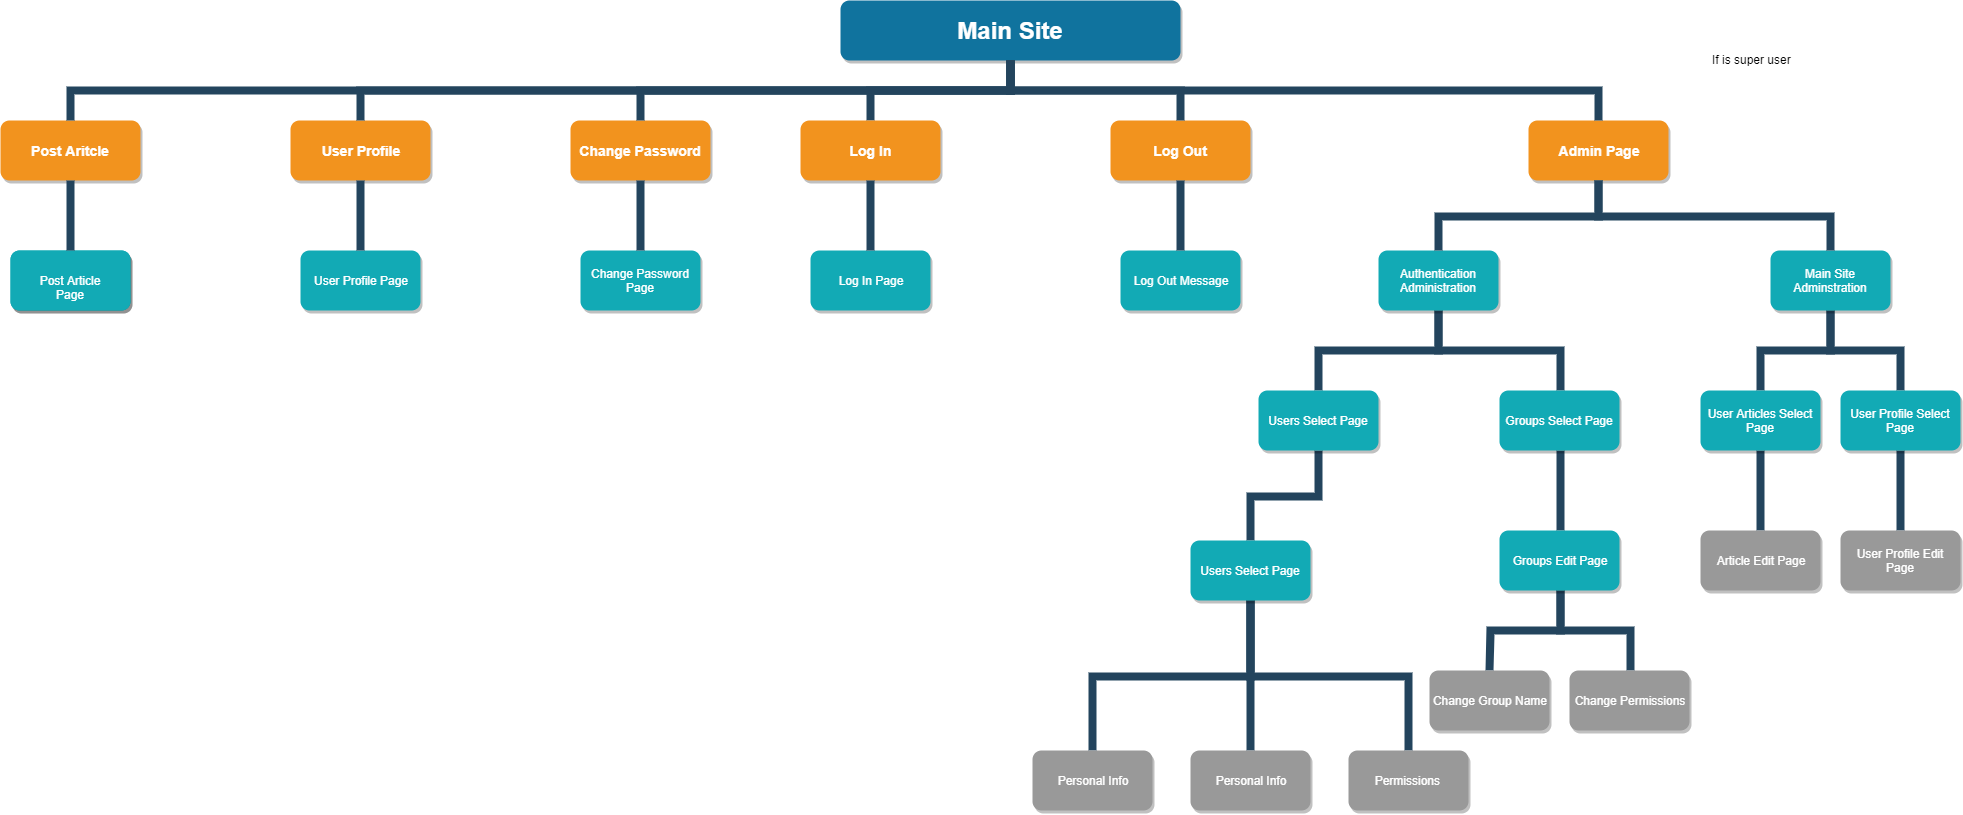 Main Site
If is super user
Post Aritcle
User Profile
Change Password
Log In
Log Out
Admin Page
Post Article
Page
User Profile Page
Change Password
Page
Log In Page
Log Out Message
Authentication
Administration
Main Site
Adminstration
Users Select Page
Groups Select Page
User Articles Select
Page
User Profile Select
Page
Users Select Page
Groups Edit Page
Article Edit Page
User Profile Edit
Page
Change Group Name
Change Permissions
Personal Info
Personal Info
Permissions